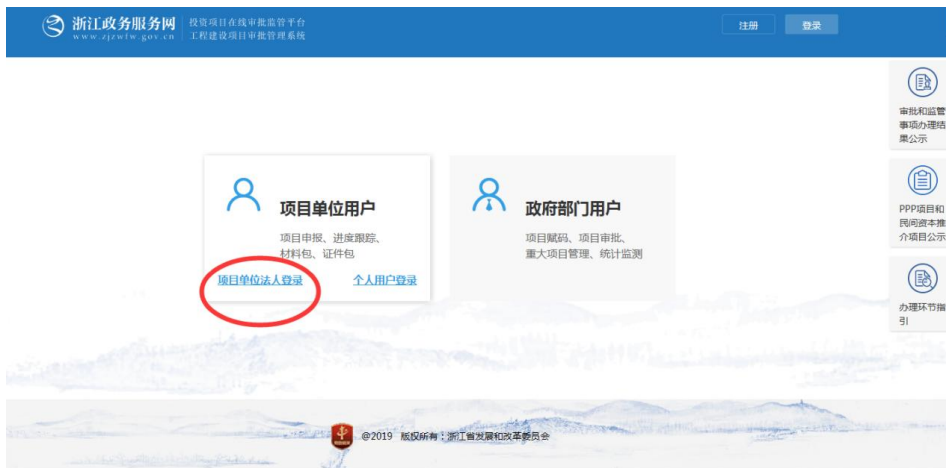 浙江政务服务网
www.zjzwfw.gov.cn
投资项目在线审批监管平台
工程建设项目审批管理系统
注册
登录
审批和监管
事项办理结
果公示
项目单位用户
项目申报、进度跟踪、
材料包、证件包
项目单位法人登录
个人用户登录
政府部门用户
项目赋码、项目审批、
重大项目管理、统计监测
PPP项目和
民间资本推
介项目公示
办理环节指
引
@2019 版权所有:浙江省发展和改革委员会